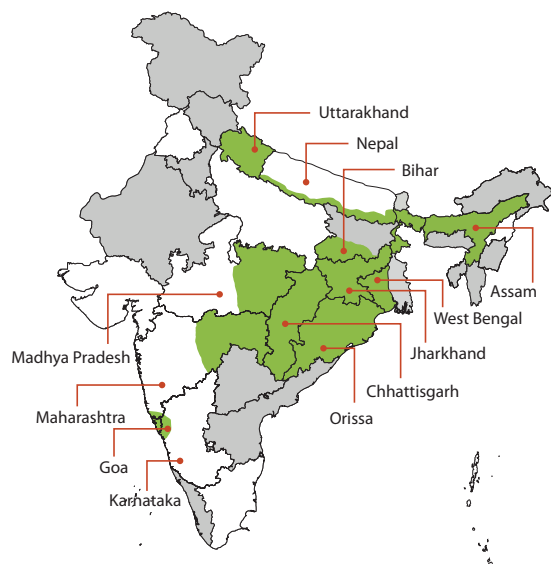 Uttarakhand
Nepal
Bihar
Assam
West Bengal
Jharkhand
Madhya Pradesh
Chhattisgarh
Maharashtra
Orissa
Goa
Karnataka